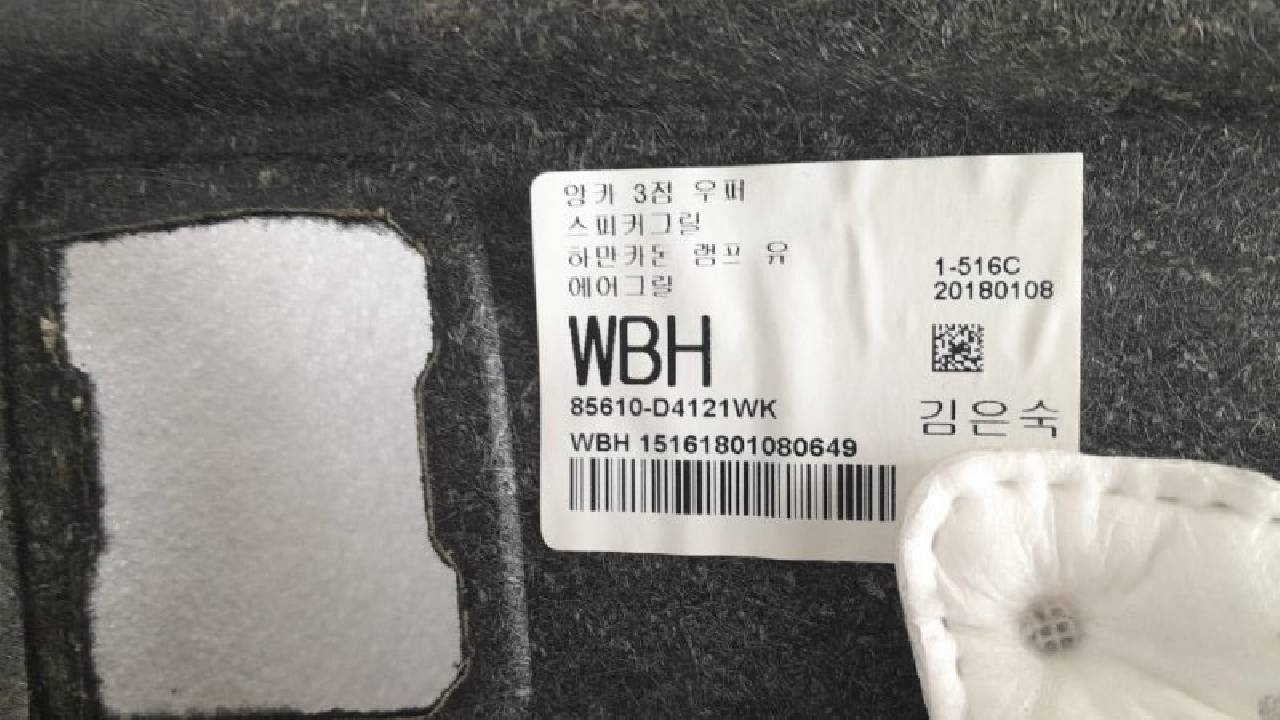 앙카 3점 우퍼
스피커그릴
하만카돈 램프 유
에어그릴
1-516C
20180108
WBH
85610-D4121WK
김은숙
WBH 15161801080649